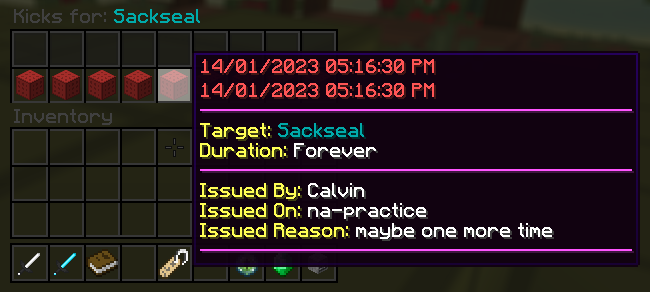 Kicks for: Sackseal
14/01/2023 05:16:30 PM
14/01/2023 05:16:30 PM
Target: Sackseal
Duration: Forever
Inventory
Issued By: Calvin
Issued On: na-practice
Issued Reason: maybe one more time